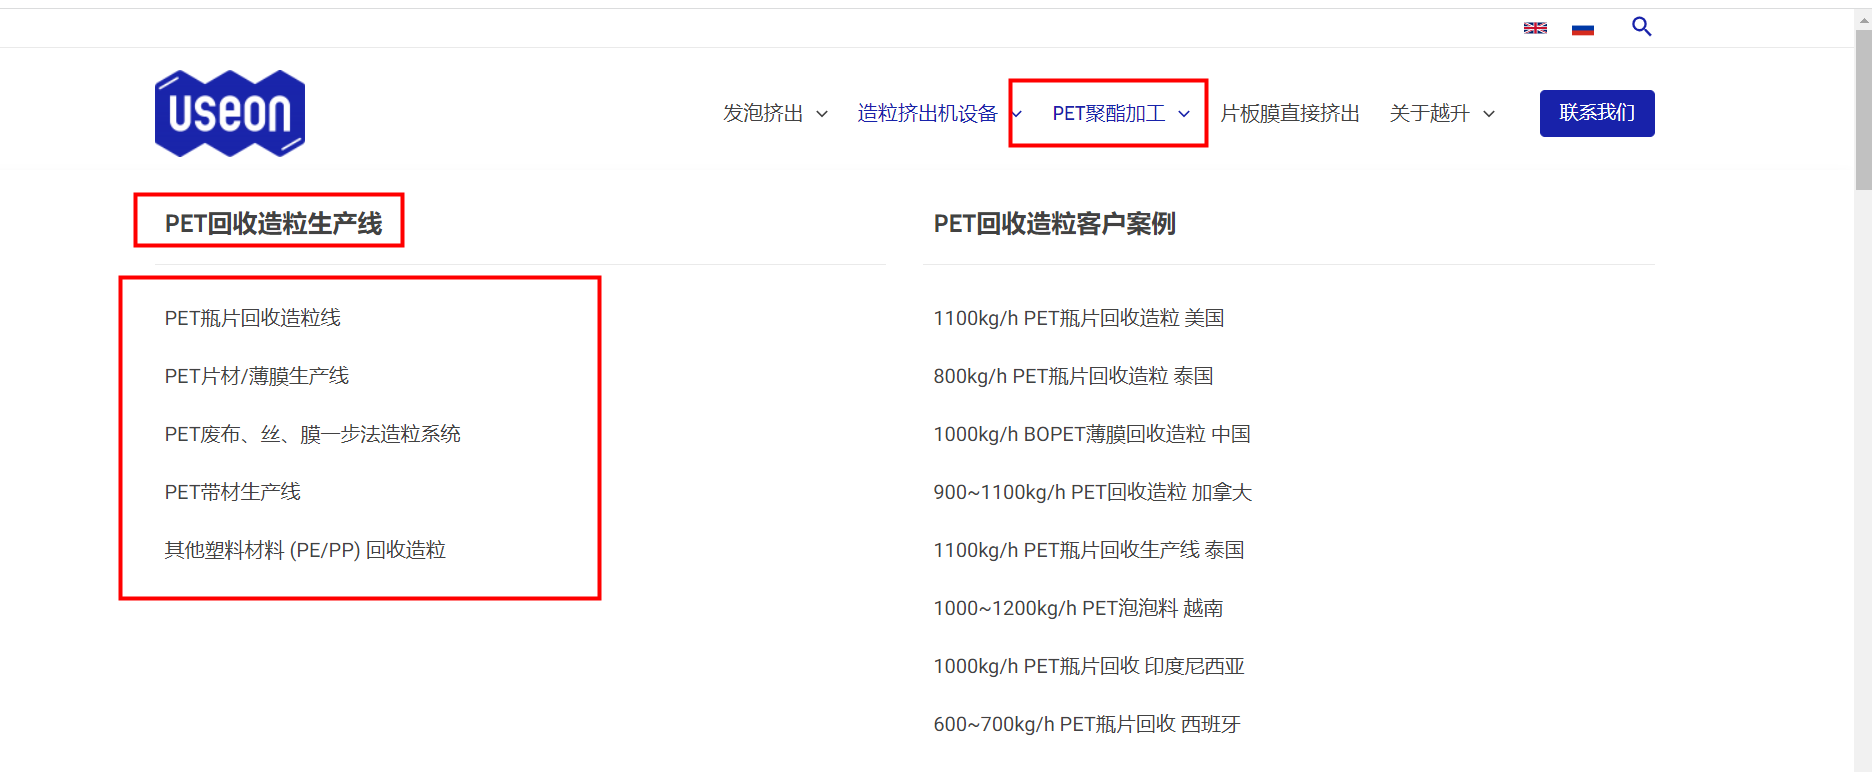 useon
发泡挤出
造粒挤出机设备
PET聚酯加工
片板膜直接挤出
关于越升
联系我们
PET回收造粒生产线
PET瓶片回收造粒线
PET片材/薄膜生产线
PET废布、丝、膜一步法造粒系统
PET带材生产线
其他塑料材料 (PE/PP) 回收造粒
PET回收造粒客户案例
1100kg/h PET瓶片回收造粒 美国
800kg/h PET瓶片回收造粒 泰国
1000kg/h BOPET薄膜回收造粒 中国
900~1100kg/h PET回收造粒 加拿大
1100kg/h PET瓶片回收生产线 泰国
1000~1200kg/h PET泡泡料 越南
1000kg/h PET瓶片回收 印度尼西亚
600~700kg/h PET瓶片回收 西班牙